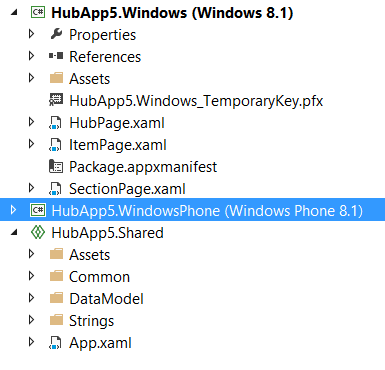 HubApp5.Windows (Windows 8.1)
Properties
References
Assets
HubApp5.Windows_TemporaryKey.pfx
HubPage.xaml
ItemPage.xaml
Package.appxmanifest
SectionPage.xaml
HubApp5.WindowsPhone (Windows Phone 8.1)
HubApp5.Shared
Assets
Common
DataModel
Strings
App.xaml